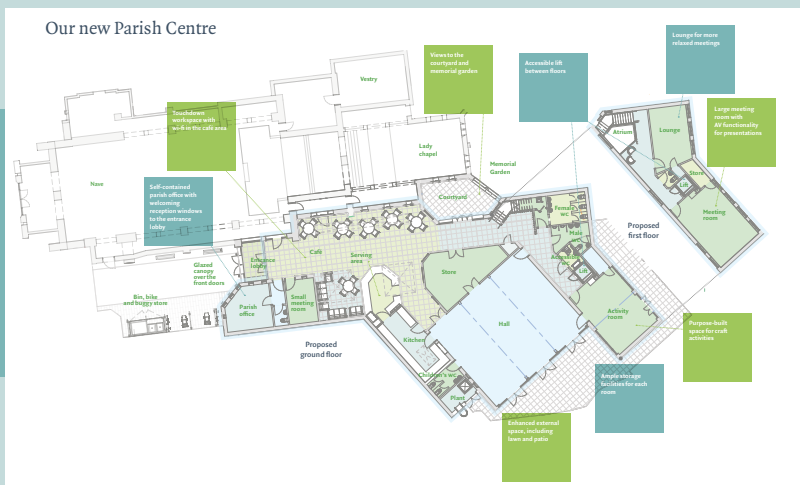 Our new Parish Centre
Lounge for more
relaxed meetings
Views to the
courtyard and
memorial garden
Accessible lift
between floors
Vestry
Touchdown
workspace with
wi-fi in the café area
Large meeting
room with
AV functionality
for presentations
Atrium
Lounge
Lady
chapel
Memorial
Garden
Store
Lift
Nave
Self-contained
parish office with
welcoming
reception windows
to the entrance
lobby
Courtyard
Female
wc
Meeting
room
Male
wc
Proposed
first floor
Café
Serving
area
Entrance
lobby
Accessible
wc
Lift
Glazed
canopy
over the
front doors
Store
Bin, bike
and buggy store
Parish
office
Small
meeting
room
Hall
Activity
room
Purpose-built
space for craft
activities
Proposed
ground floor
Kitchen
Children's wc
Plant
Ample storage
facilities for each
room
Enhanced external
space, including
lawn and patio